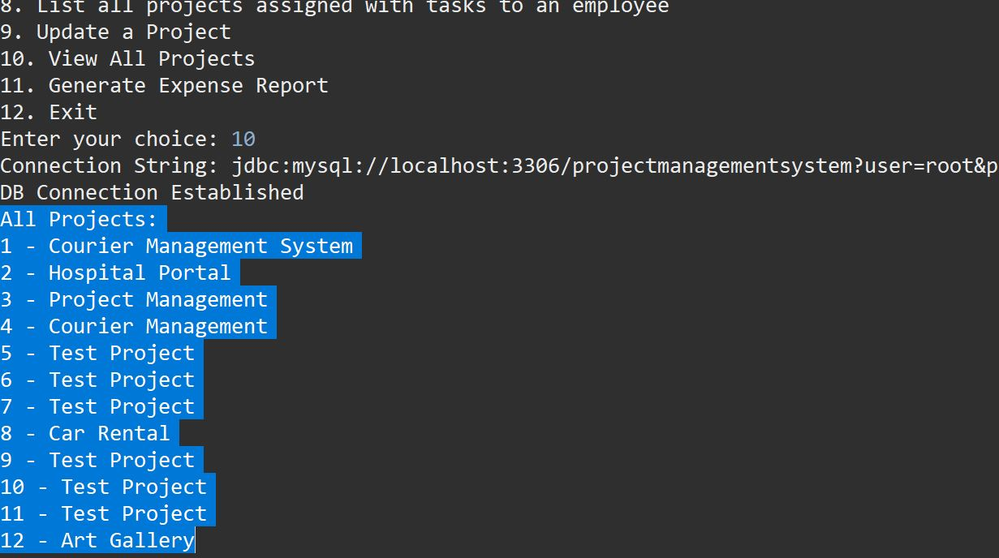 8. List all projects assigned with tasks to an employee
9. Update a Project
10. View All Projects
11. Generate Expense Report
12. Exit
Enter your choice: 10
Connection String: jdbc:mysql://localhost:3306/projectmanagementsystem?user=root&p
DB Connection Established
All Projects:
1 - Courier Management System
2 - Hospital Portal
3 - Project Management
4 - Courier Management
5 - Test Project
6 - Test Project
7 - Test Project
8 - Car Rental
9 - Test Project
10 - Test Project
11 - Test Project
12 - Art Gallery